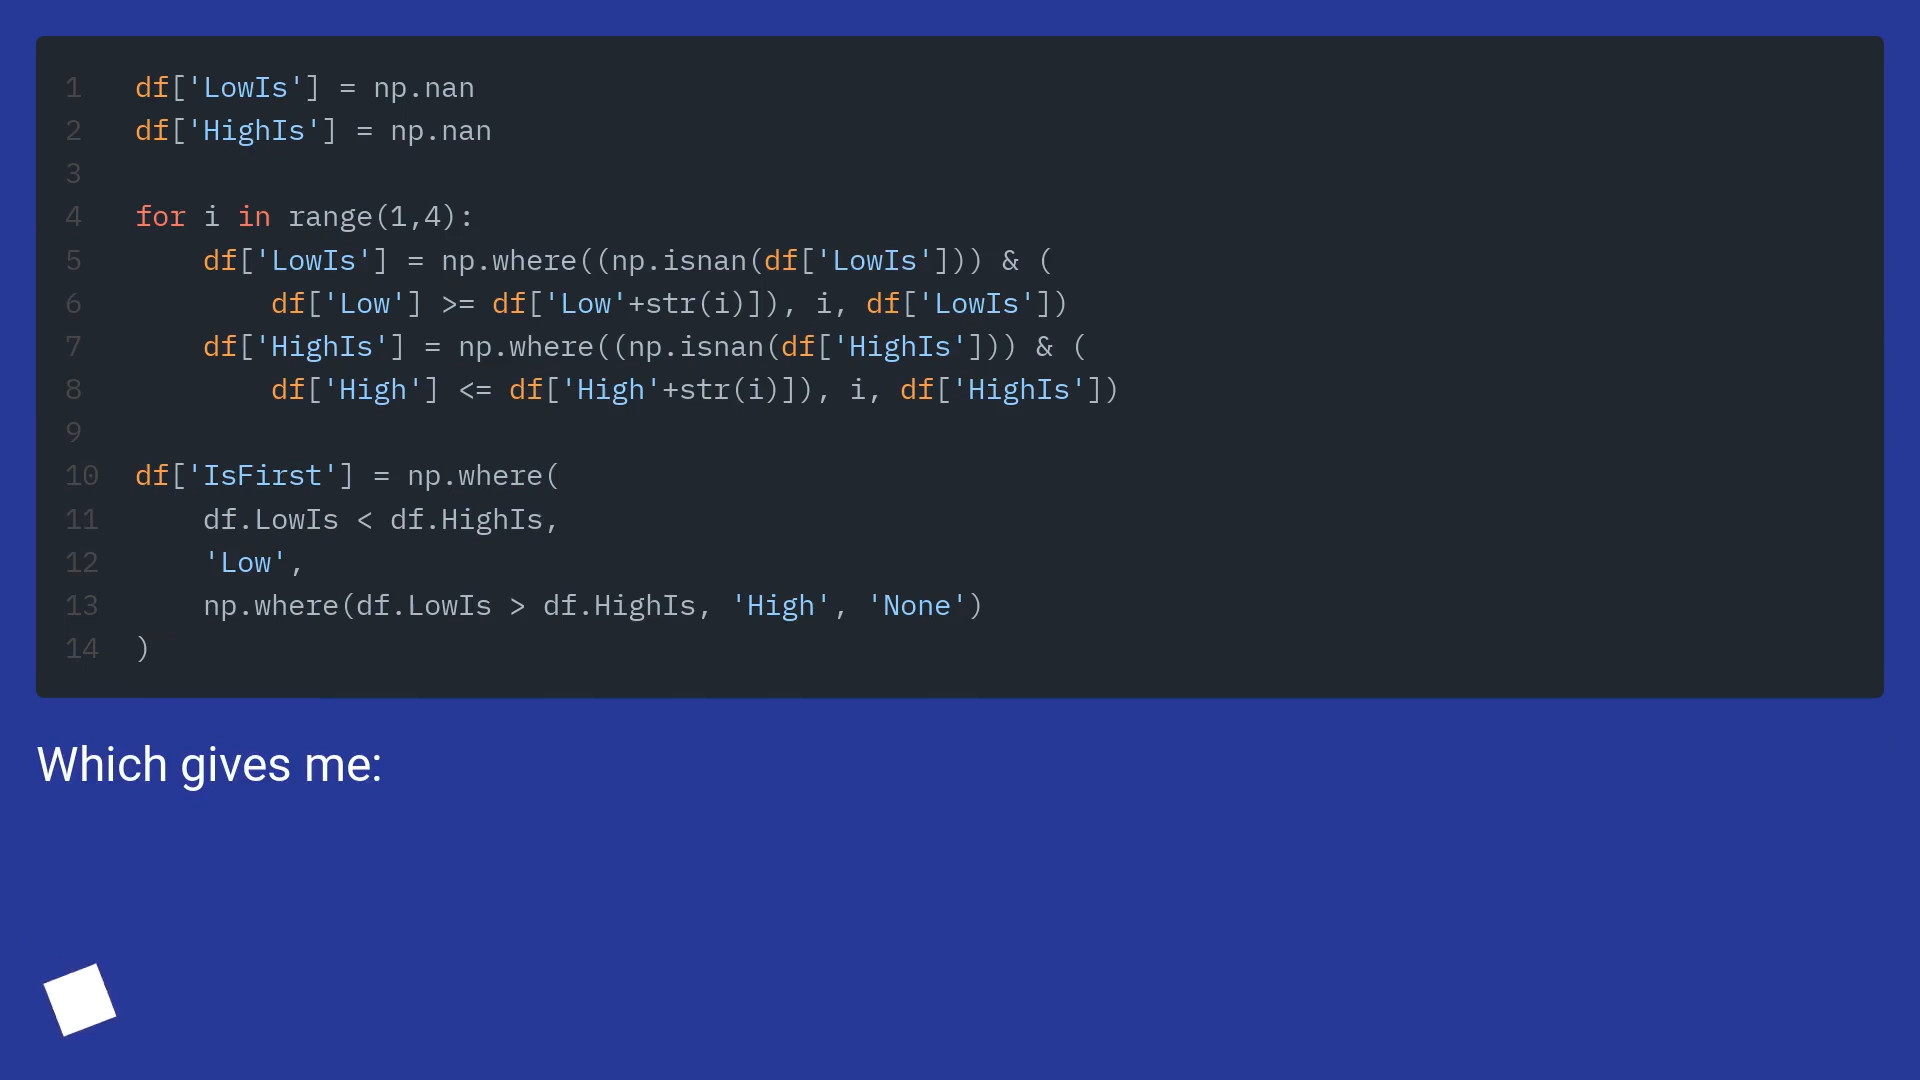 1 df['LowIs'] = np.nan
2 df['HighIs'] = np.nan
3
4 for i in range(1,4):
5     df['LowIs'] = np.where((np.isnan(df['LowIs'])) & (
6         df['Low'] >= df['Low'+str(i)]), i, df['LowIs'])
7     df['HighIs'] = np.where((np.isnan(df['HighIs'])) & (
8         df['High'] <= df['High'+str(i)]), i, df['HighIs'])
9
10 df['IsFirst'] = np.where(
11     df.LowIs < df.HighIs,
12     'Low',
13     np.where(df.LowIs > df.HighIs, 'High', 'None')
14 )
Which gives me: